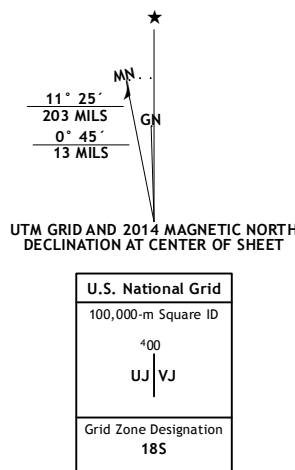 MN
11° 25´
203 MILS
GN
0° 45´
13 MILS
UTM GRID AND 2014 MAGNETIC NORTH
DECLINATION AT CENTER OF SHEET
U.S. National Grid
100,000-m Square ID
⁴00
UJ VJ
Grid Zone Designation
18S